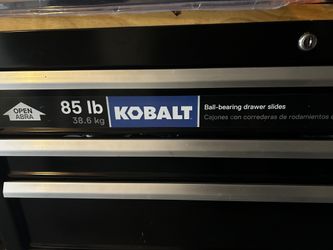 OPEN
ABRA
85 lb
38.6 kg
KOBALT
Ball-bearing drawer slides
Cajones con correderas de rodamientos